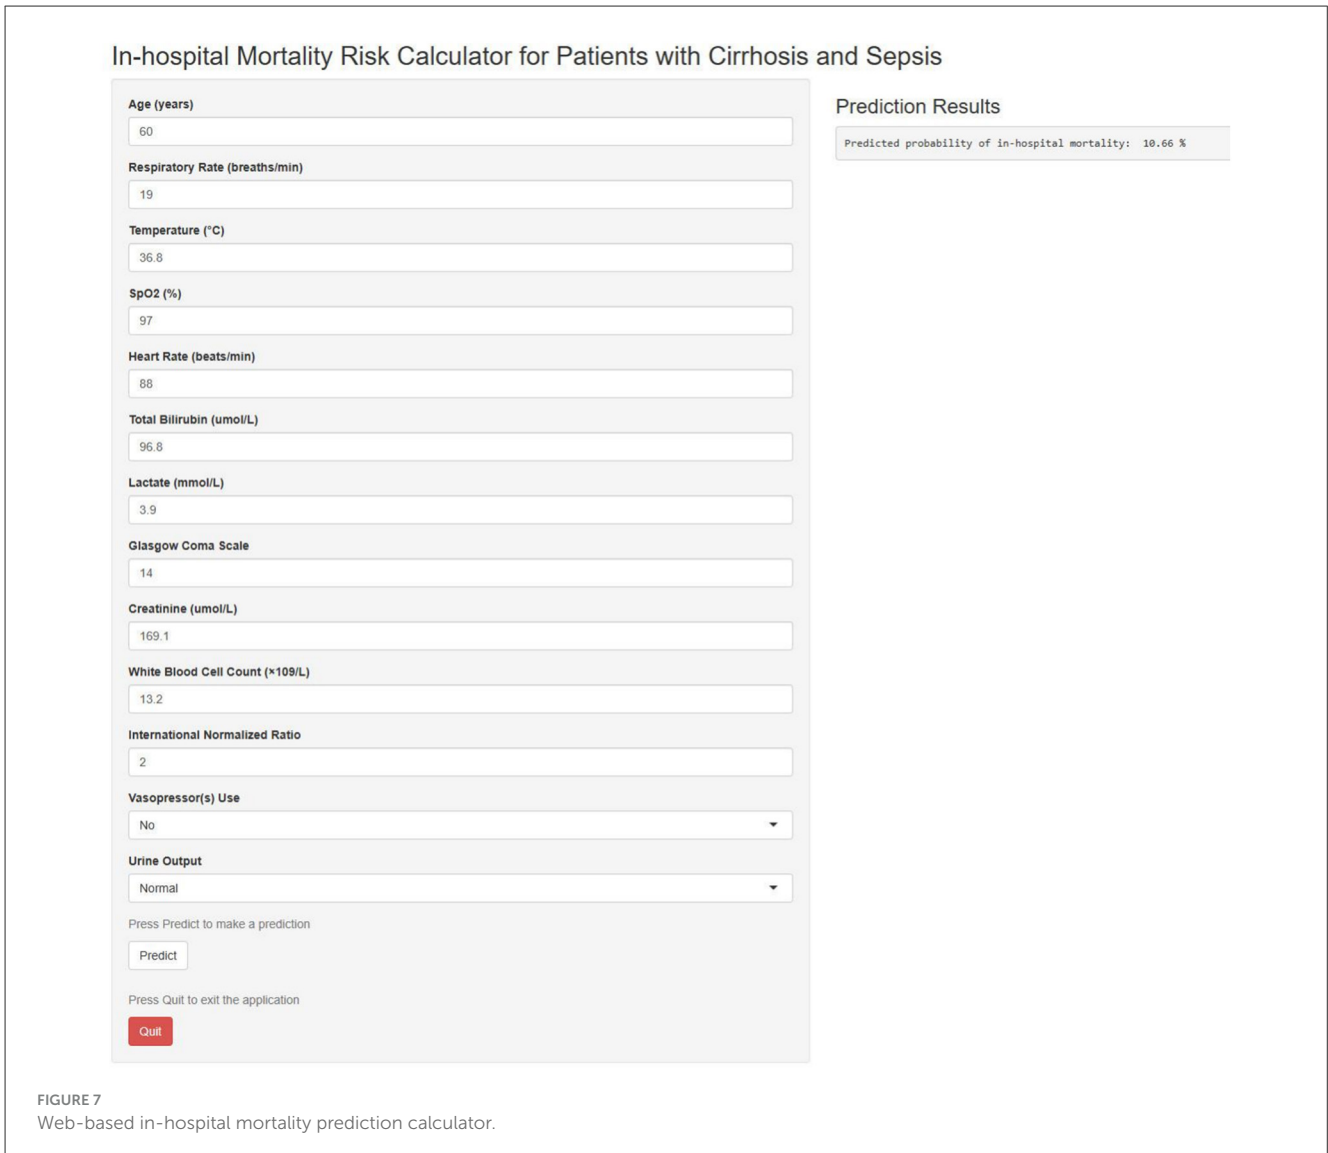 In-hospital Mortality Risk Calculator for Patients with Cirrhosis and Sepsis
Age (years)
60
Respiratory Rate (breaths/min)
19
Temperature (°C)
36.8
SpO2 (%)
97
Heart Rate (beats/min)
88
Total Bilirubin (umol/L)
96.8
Lactate (mmol/L)
3.9
Glasgow Coma Scale
14
Creatinine (umol/L)
169.1
White Blood Cell Count (×109/L)
13.2
International Normalized Ratio
2
Vasopressor(s) Use
No
Urine Output
Normal
Press Predict to make a prediction
Predict
Press Quit to exit the application
Quit
Prediction Results
Predicted probability of in-hospital mortality:  10.66 %
FIGURE 7
Web-based in-hospital mortality prediction calculator.